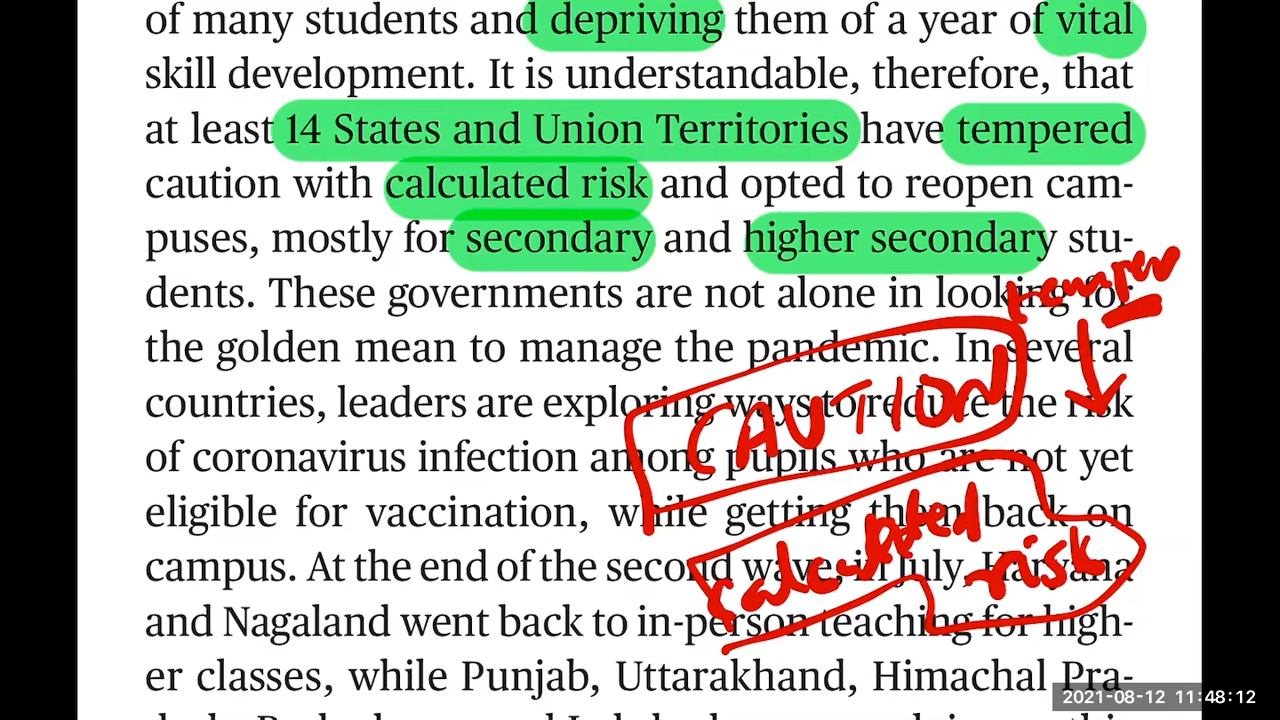 of many students and depriving them of a year of vital
skill development. It is understandable, therefore, that
at least 14 States and Union Territories have tempered
caution with calculated risk and opted to reopen cam-
puses, mostly for secondary and higher secondary stu-
dents. These governments are not alone in looking for
temper
the golden mean to manage the pandemic. In several
countries, leaders are exploring ways to reduce the risk
CAUTION
of coronavirus infection among pupils who are not yet
eligible for vaccination, while getting them back on
calculated risk
campus. At the end of the second wave, in July, Haryana
and Nagaland went back to in-person teaching for high-
er classes, while Punjab, Uttarakhand, Himachal Pra-
2021-08-12 11:48:12